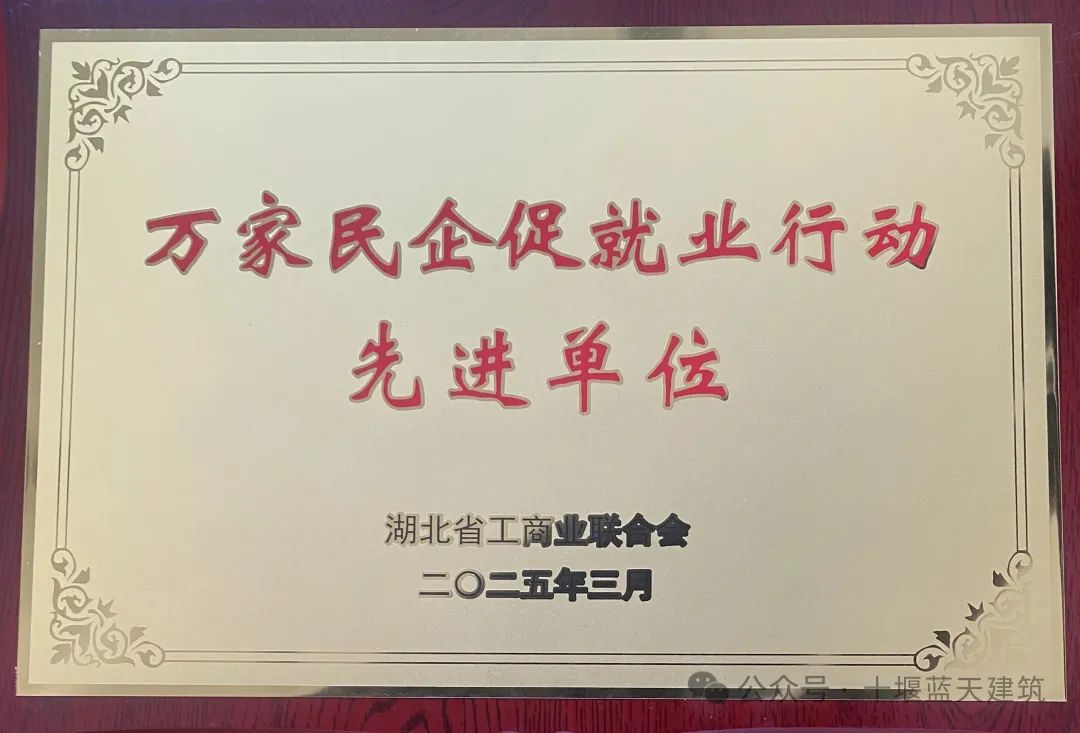 万家民企促就业行动
先进单位
湖北省工商业联合会
二〇二五年三月
公众号·十堰蓝天建筑